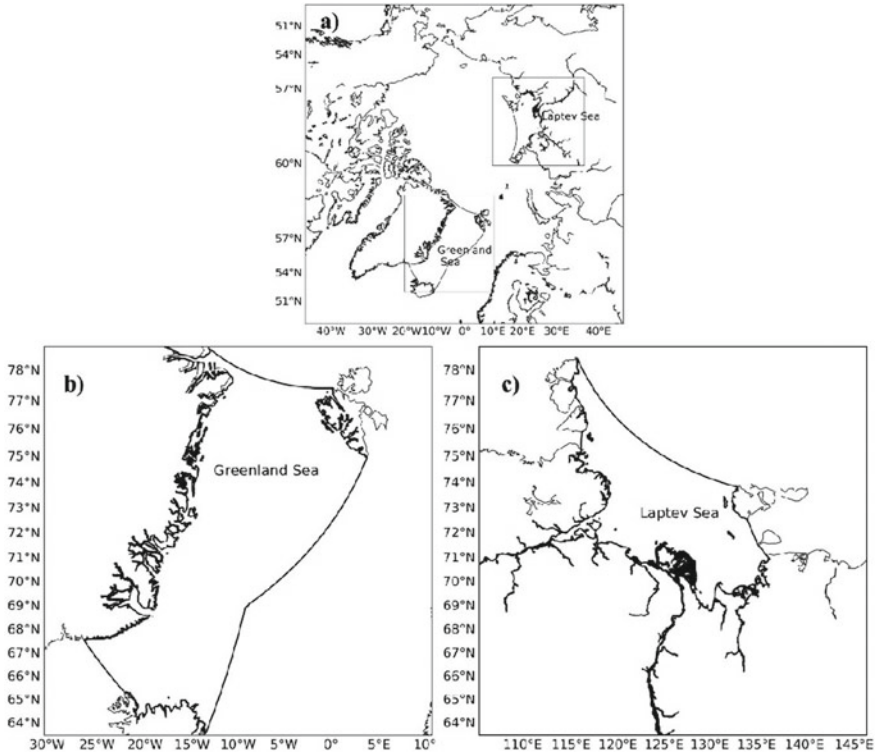 a)
51°N
54°N
57°N
60°N
57°N
54°N
51°N
Laptev Sea
Greenland
Sea
40°W 30°W 20°W 10°W 0° 10°E 20°E 30°E 40°E
b)
78°N
77°N
76°N
75°N
74°N
73°N
72°N
71°N
70°N
69°N
68°N
67°N
66°N
65°N
64°N
Greenland Sea
30°W 25°W 20°W 15°W 10°W 5°W 0° 5°E 10°
c)
78°N
77°N
76°N
75°N
74°N
73°N
72°N
71°N
70°N
69°N
68°N
67°N
66°N
65°N
64°N
Laptev Sea
110°E 115°E 120°E 125°E 130°E 135°E 140°E 145°E